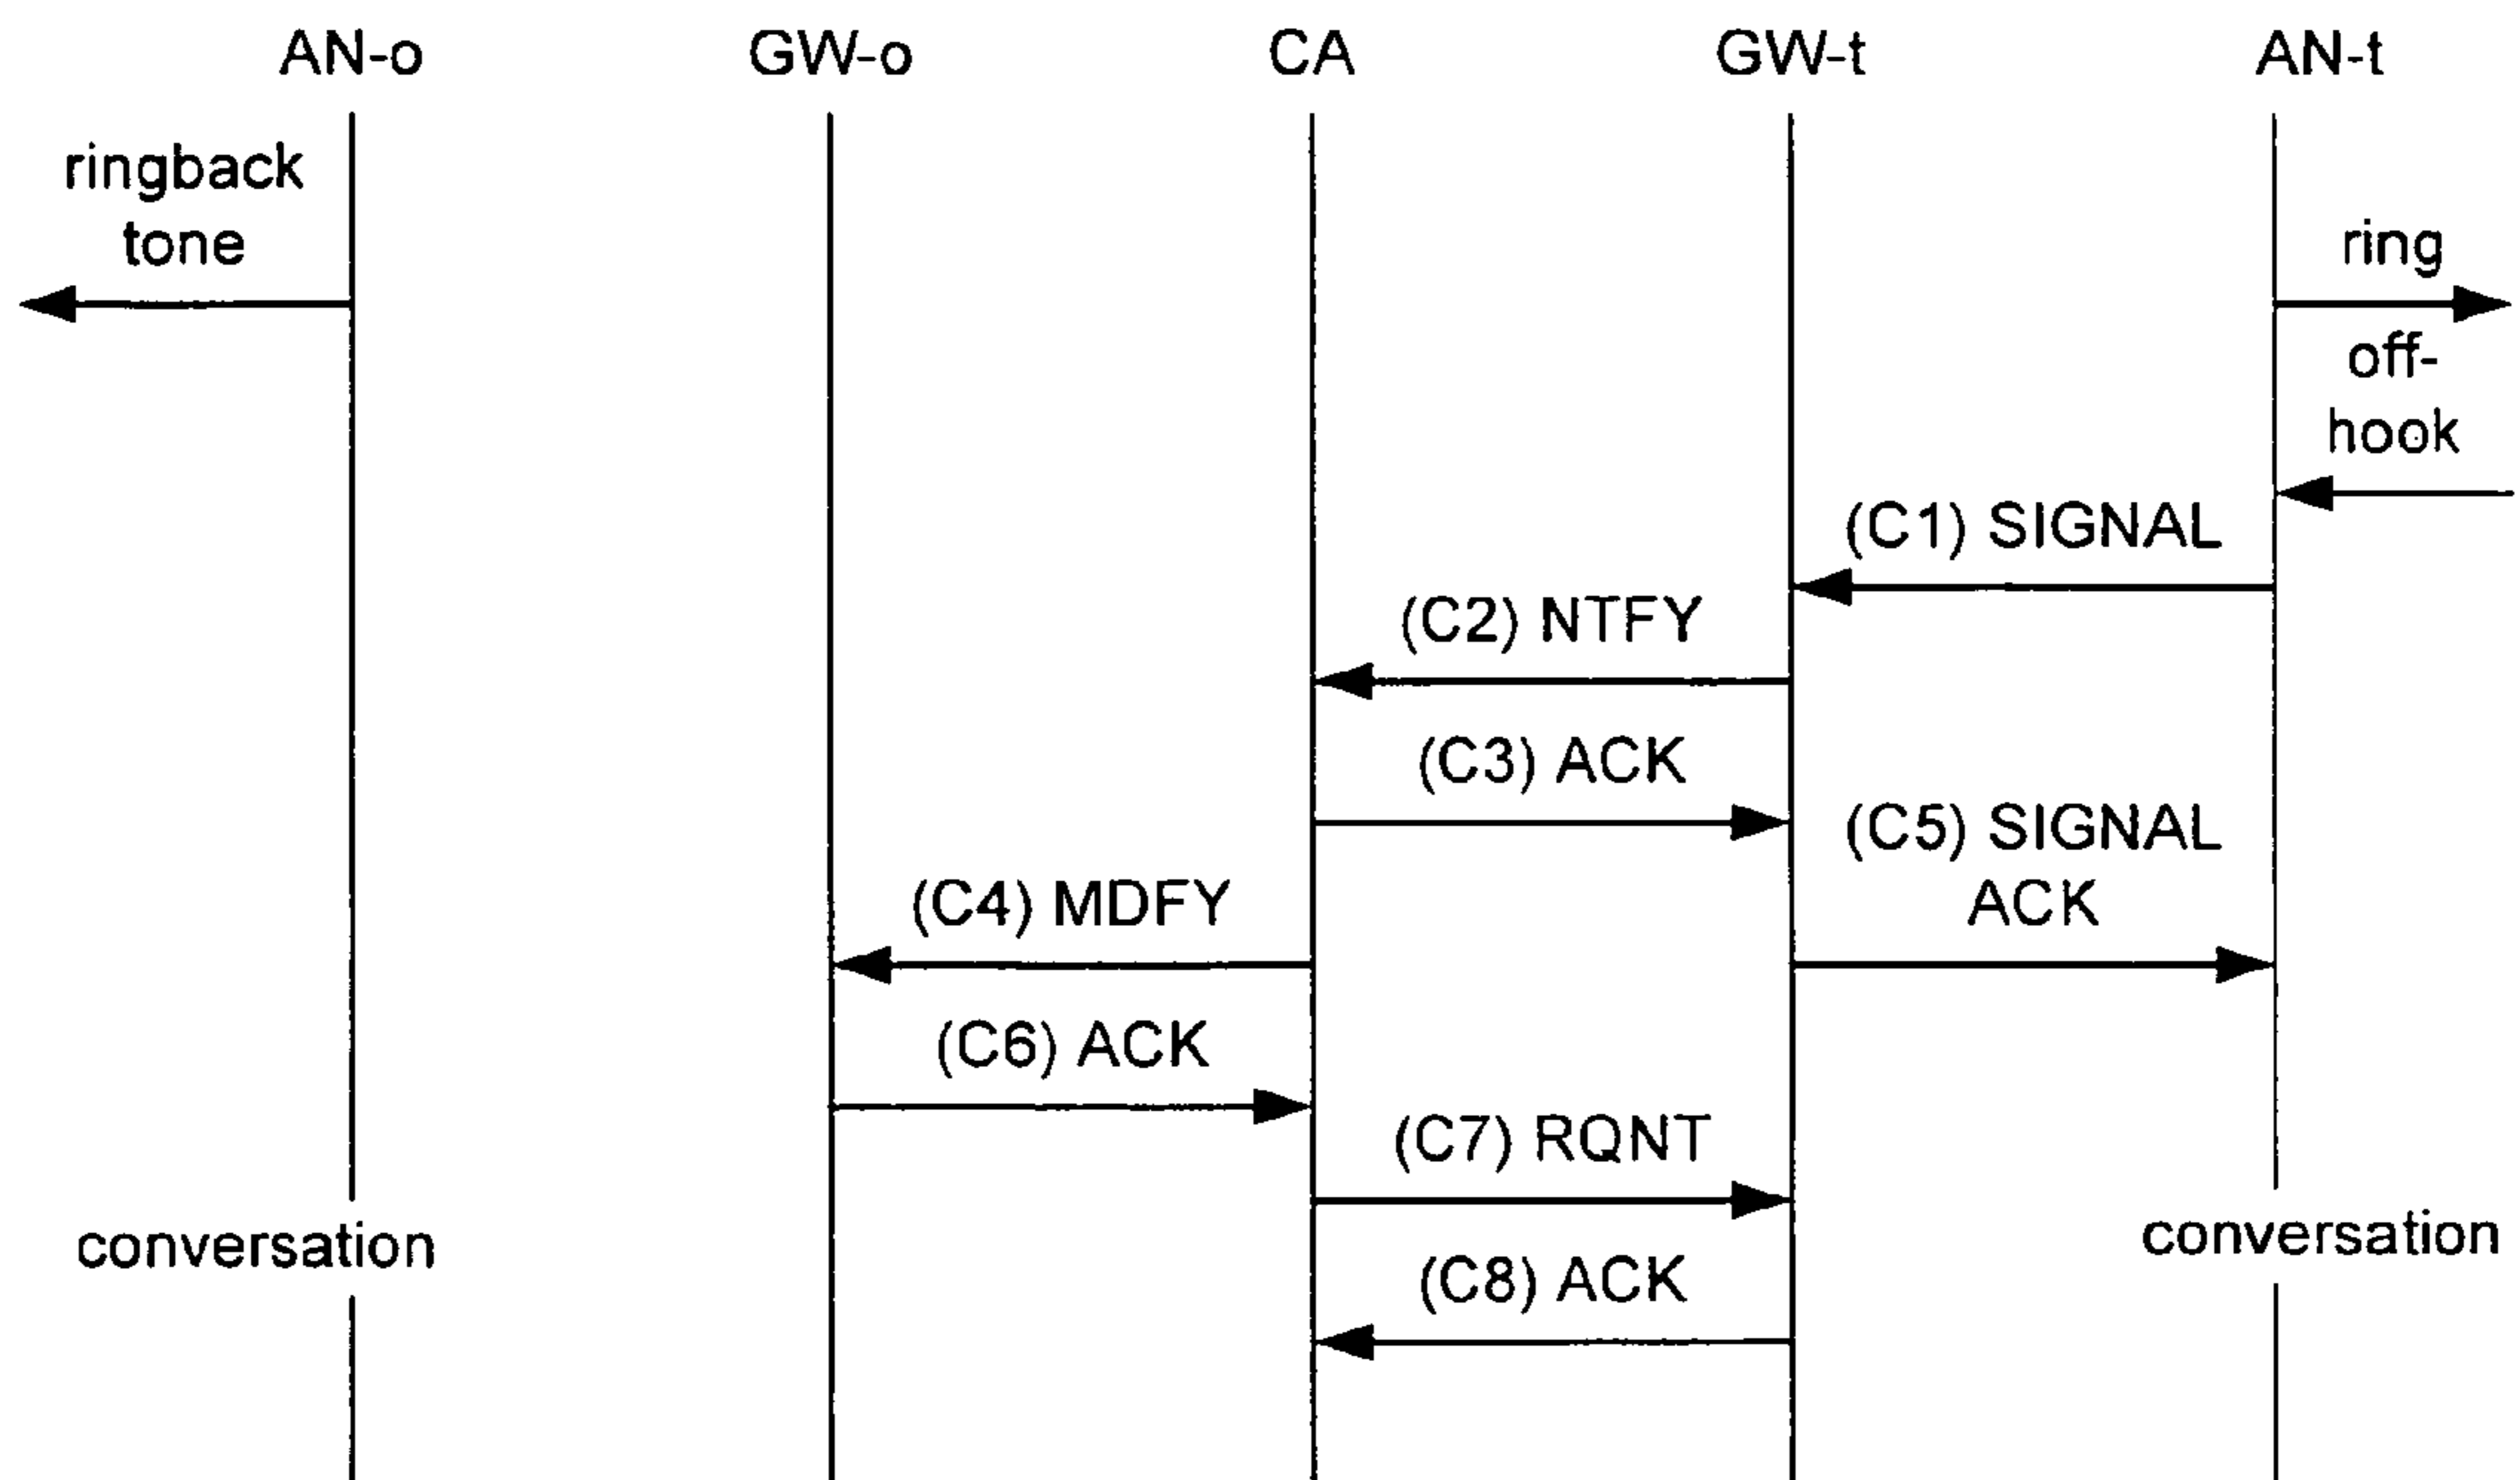 AN-o
GW-o
CA
GW-t
AN-t
ringback
tone
ring
off-
hook
(C1) SIGNAL
(C2) NTFY
(C3) ACK
(C5) SIGNAL
ACK
(C4) MDFY
(C6) ACK
(C7) RQNT
conversation
conversation
(C8) ACK